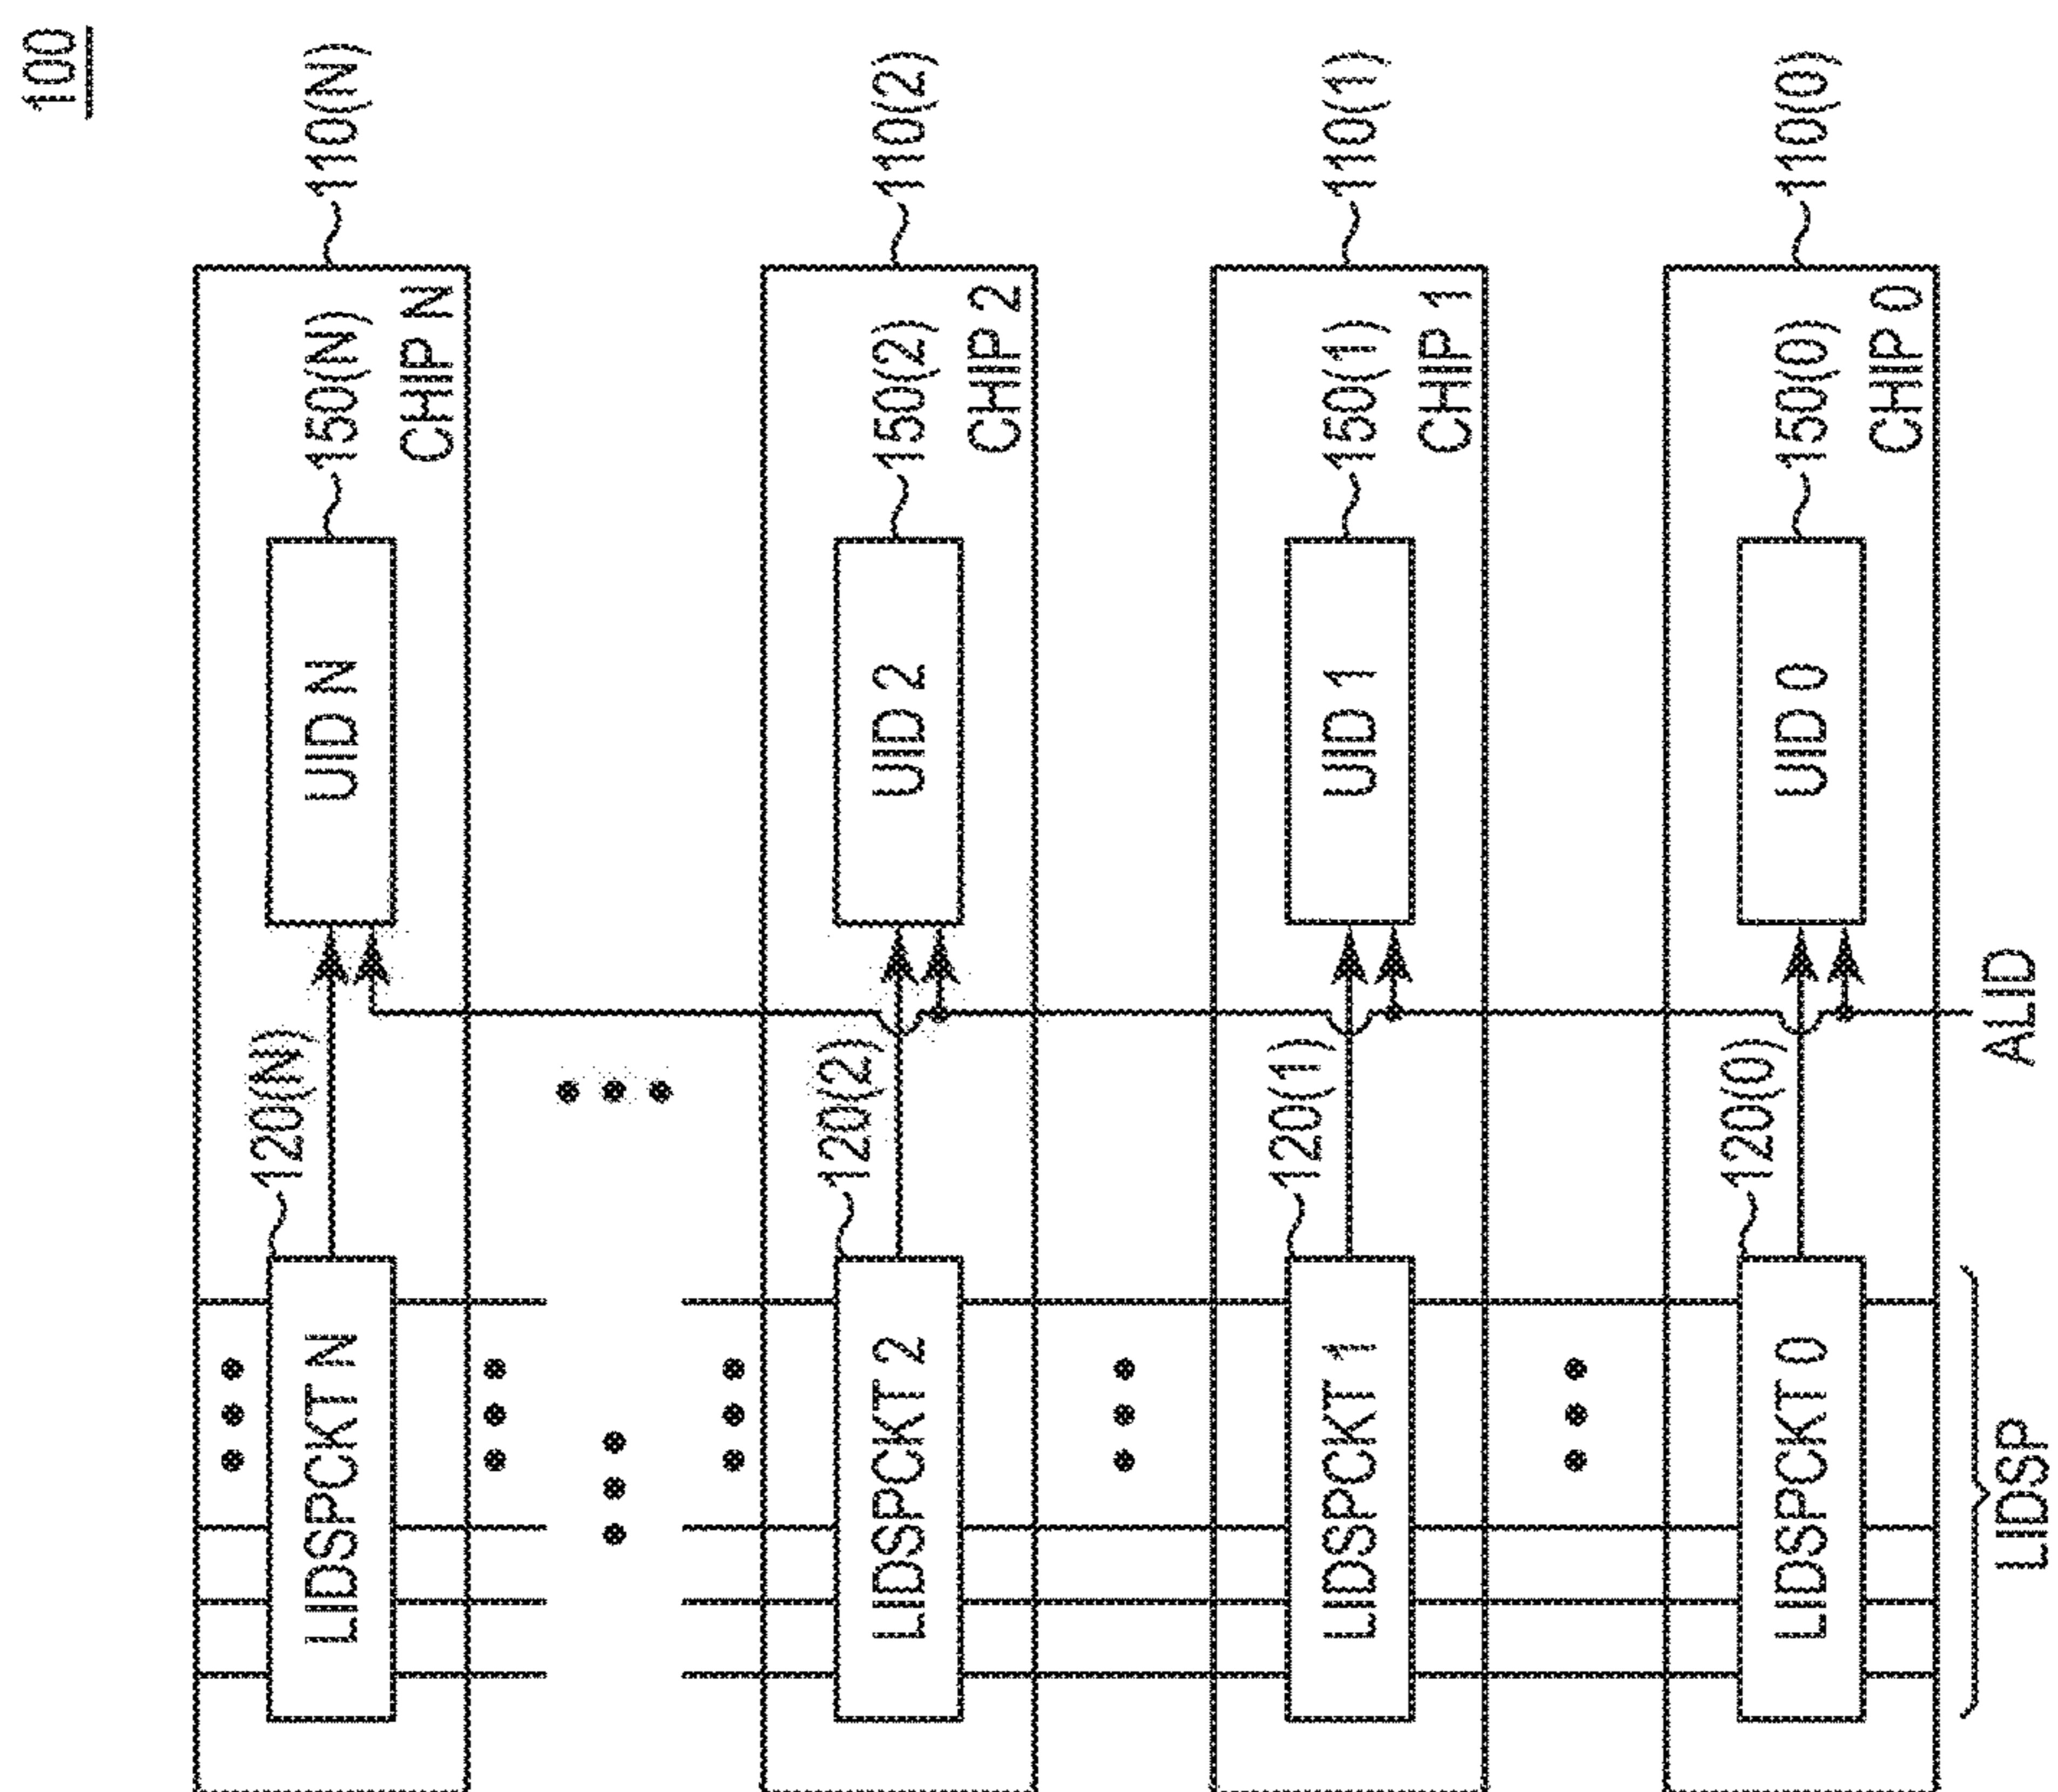 100
110(N)
150(N)
CHIP N
UID N
120(N)
LIDSPCKT N
110(2)
150(2)
CHIP 2
UID 2
120(2)
LIDSPCKT 2
110(1)
150(1)
CHIP 1
UID 1
120(1)
LIDSPCKT 1
110(0)
150(0)
CHIP 0
UID 0
120(0)
LIDSPCKT 0
ALID
LIDSP